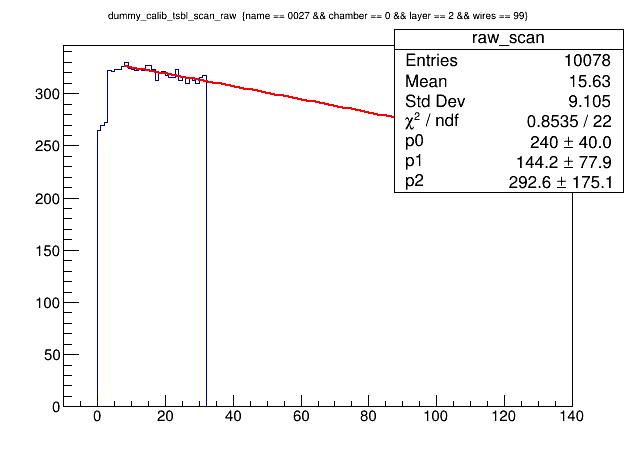 dummy_calib_tsbl_scan_raw {name == 0027 && chamber == 0 && layer == 2 && wires == 99}
raw_scan
Entries 10078
Mean 15.63
Std Dev 9.105
χ² / ndf 0.8535 / 22
p0 240 ± 40.0
p1 144.2 ± 77.9
p2 292.6 ± 175.1
300
250
200
150
100
50
0
0 20 40 60 80 100 120 140